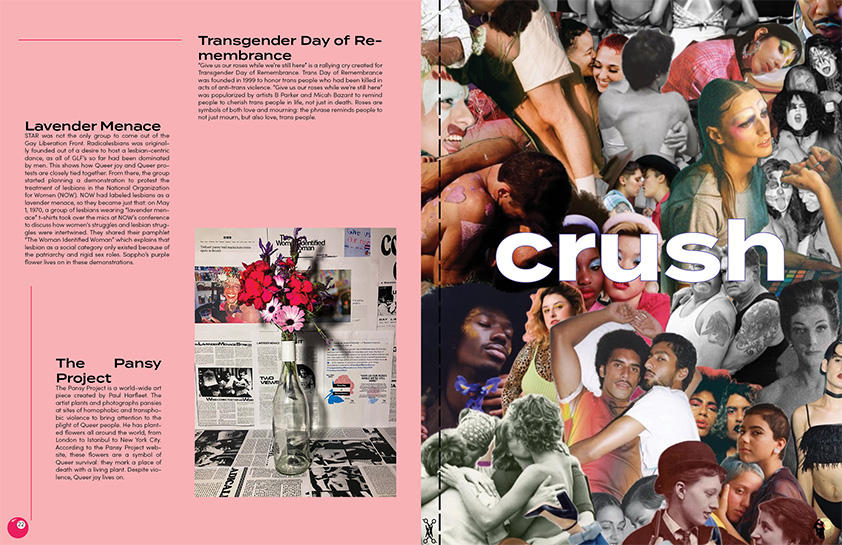 Transgender Day of Re-
membrance
"Give us our roses while we're still here" is a rallying cry created for
Transgender Day of Remembrance. Trans Day of Remembrance
was founded in 1999 to honor trans people who had been killed in
acts of anti-trans violence. "Give us our roses while we're still here"
was popularized by artists B Parker and Micah Bazant to remind
people to cherish trans people in life, not just in death. Roses are
symbols of both love and mourning: the phrase reminds people to
not just mourn, but also love, trans people.
Lavender Menace
STAR was not the only group to come out of the
Gay Liberation Front. Radicalesbians was original-
ly founded out of a desire to host a lesbian-centric
dance, as all of GLF's so far had been dominated
by men. This shows how Queer joy and Queer pro-
tests are closely tied together. From there, the group
started planning a demonstration to protest the
treatment of lesbians in the National Organization
for Women (NOW). NOW had labeled lesbians as a
lavender menace, so they became just that: on May
1, 1970, a group of lesbians wearing "lavender men-
ace" t-shirts took over the mics at NOW's conference
to discuss how women's struggles and lesbian strug-
gles were intertwined. They shared their pamphlet
"The Woman Identified Woman" which explains that
lesbian as a social category only existed because of
the patriarchy and rigid sex roles. Sappho's purple
flower lives on in these demonstrations.
The Pansy
Project
The Pansy Project is a world-wide art
piece created by Paul Harfleet. The
artist plants and photographs pansies
at sites of homophobic and transpho-
bic violence to bring attention to the
plight of Queer people. He has plant-
ed flowers all around the world, from
London to Istanbul to New York City.
According to the Pansy Project web-
site, these flowers are a symbol of
Queer survival: they mark a place of
death with a living plant. Despite vio-
lence, Queer joy lives on.
TWO
VIEWS
22
crush